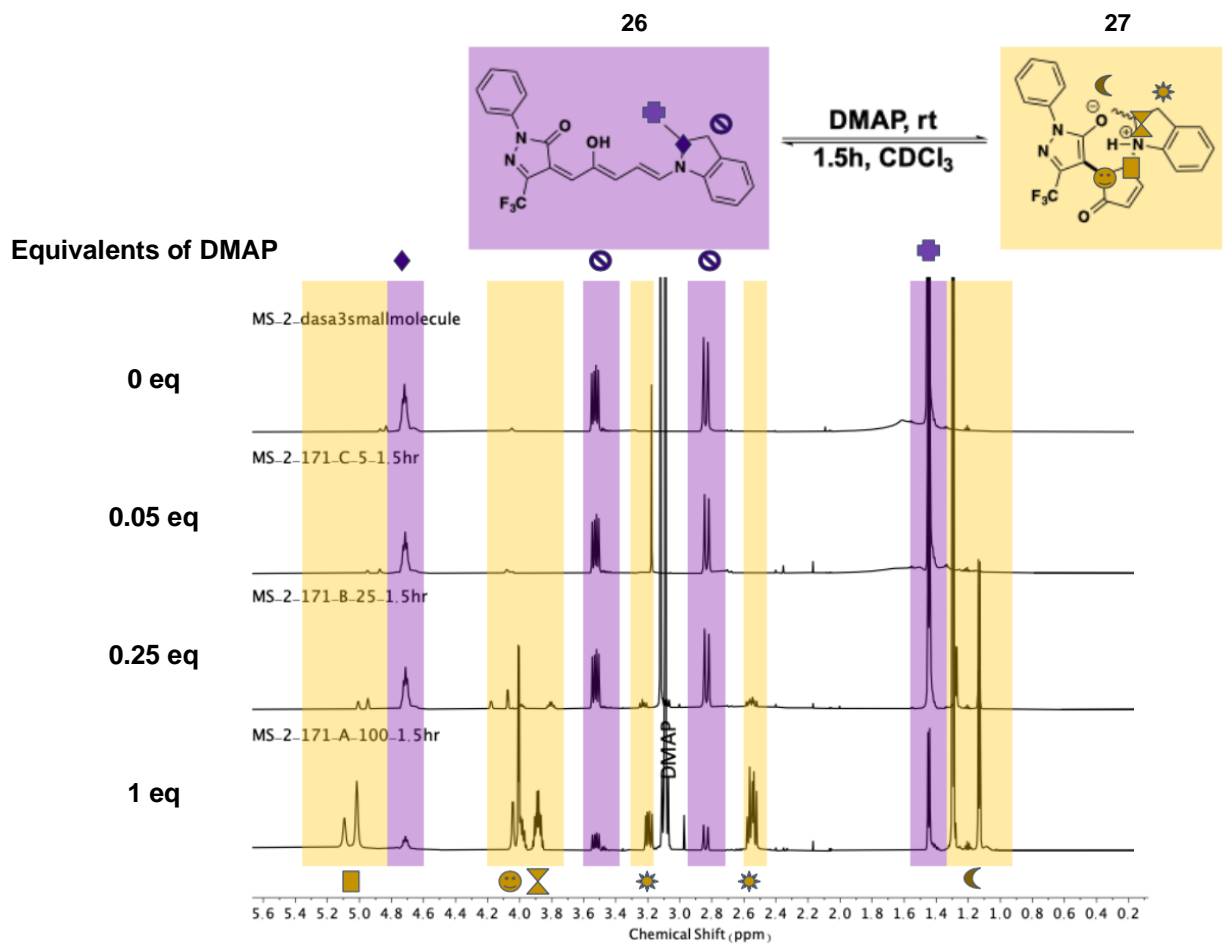 26
27
N
O
N
F₃C
OH
N
DMAP, rt
1.5h, CDCl₃
O
⊖
N
N
H
N
⊕
F₃C
O
Equivalents of DMAP
MS_2_dasa3smallmolecule
0 eq
MS_2_171_C_5_1.5hr
0.05 eq
MS_2_171_B_25_1.5hr
0.25 eq
MS_2_171_A_100_1.5hr
DMAP
1 eq
5.6 5.4 5.2 5.0 4.8 4.6 4.4 4.2 4.0 3.8 3.6 3.4 3.2 3.0 2.8 2.6 2.4 2.2 2.0 1.8 1.6 1.4 1.2 1.0 0.8 0.6 0.4 0.2
Chemical Shift (ppm)